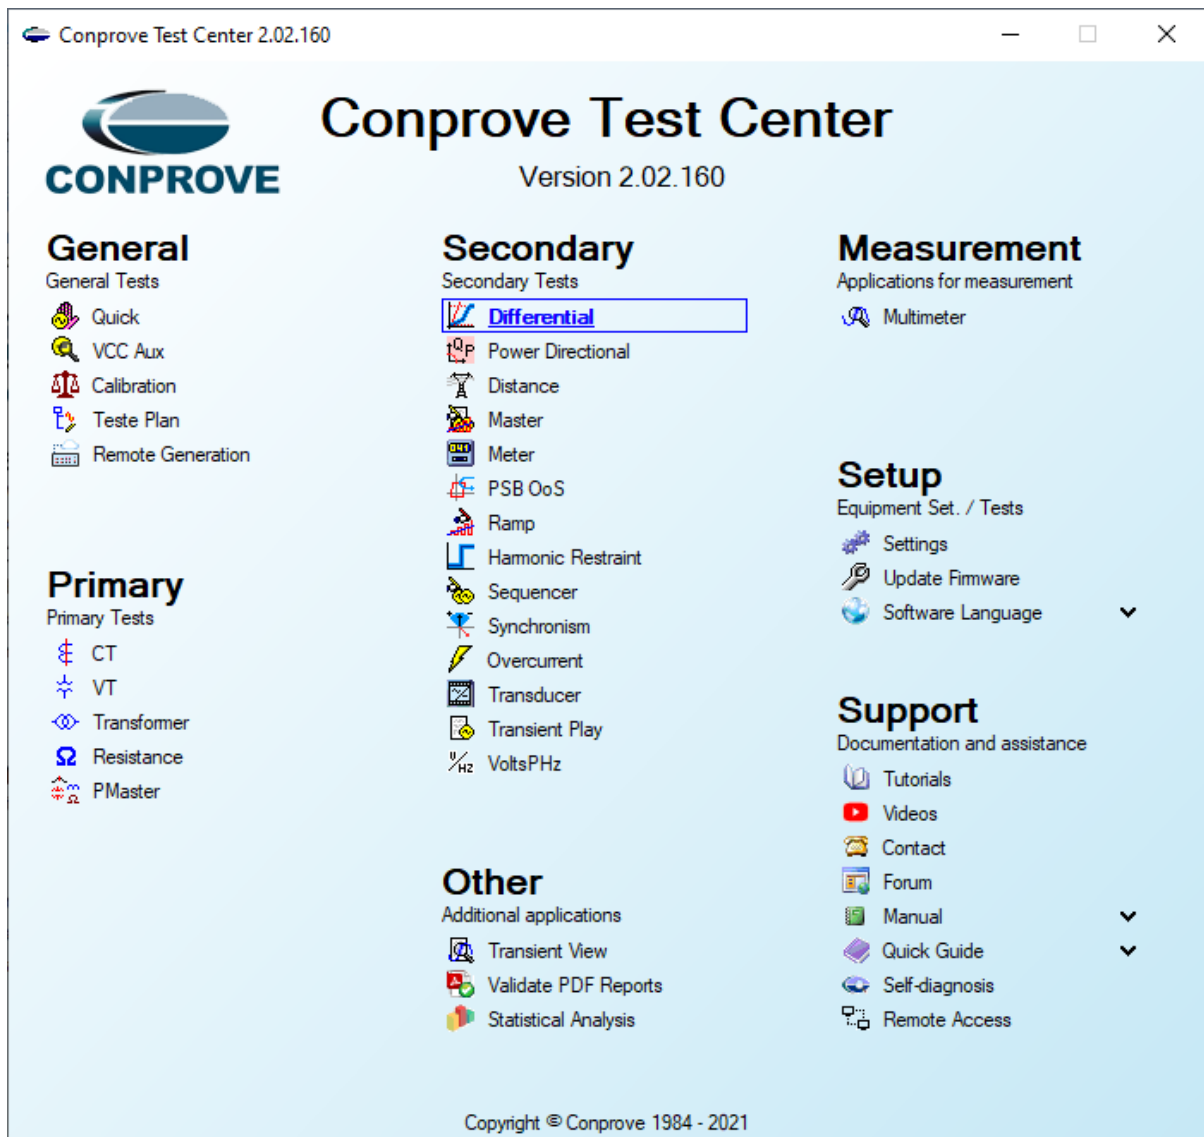 Conprove Test Center 2.02.160
CONPROVE
Conprove Test Center
Version 2.02.160
General
General Tests
Quick
VCC Aux
Calibration
Teste Plan
Remote Generation
Primary
Primary Tests
CT
VT
Transformer
Resistance
PMaster
Secondary
Secondary Tests
Differential
Power Directional
Distance
Master
Meter
PSB OoS
Ramp
Harmonic Restraint
Sequencer
Synchronism
Overcurrent
Transducer
Transient Play
VoltsPHz
Other
Additional applications
Transient View
Validate PDF Reports
Statistical Analysis
Measurement
Applications for measurement
Multimeter
Setup
Equipment Set. / Tests
Settings
Update Firmware
Software Language
Support
Documentation and assistance
Tutorials
Videos
Contact
Forum
Manual
Quick Guide
Self-diagnosis
Remote Access
Copyright © Conprove 1984 - 2021